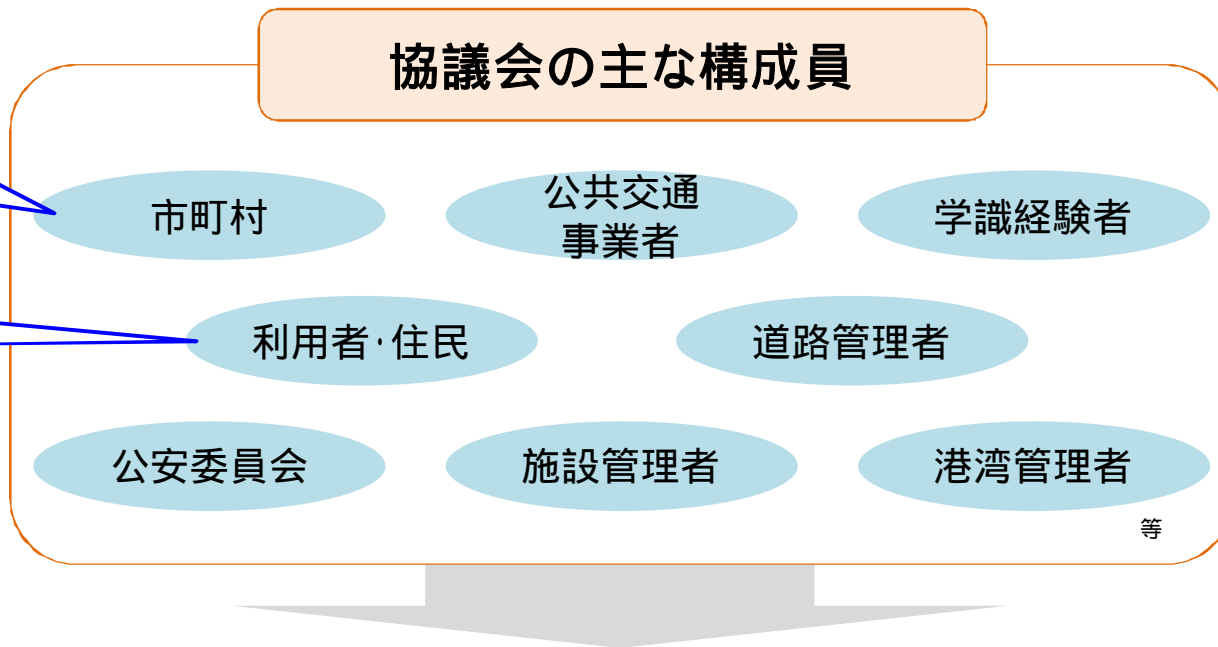 協議会の主な構成員
市町村
公共交通
事業者
学識経験者
利用者・住民
道路管理者
公安委員会
施設管理者
港湾管理者
等